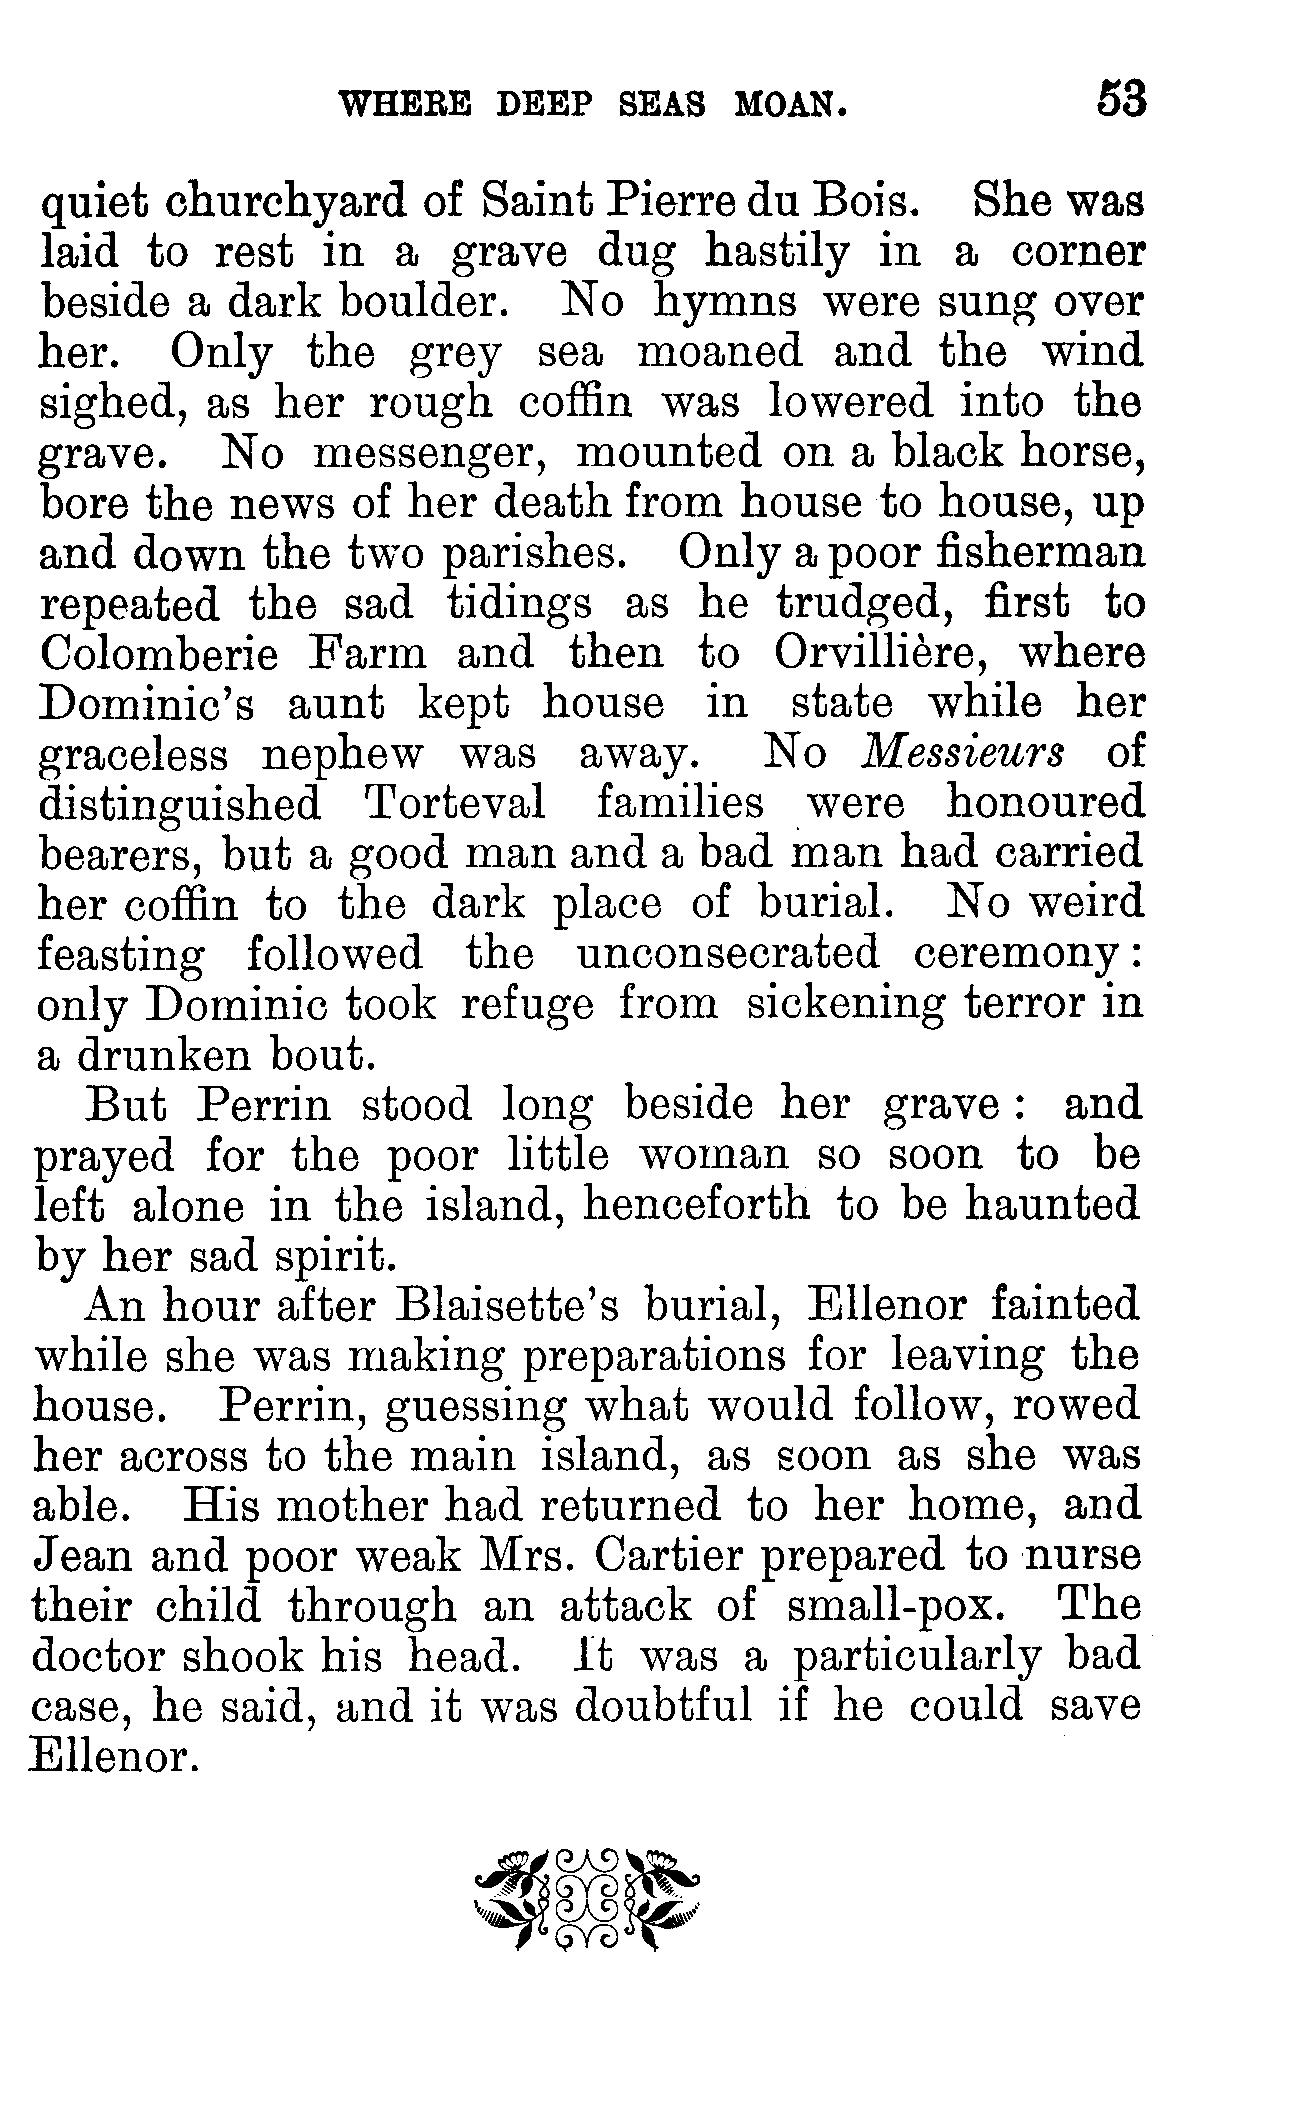 WHERE DEEP SEAS MOAN. 53
quiet churchyard of Saint Pierre du Bois. She was
laid to rest in a grave dug hastily in a corner
beside a dark boulder. No hymns were sung over
her. Only the grey sea moaned and the wind
sighed, as her rough coffin was lowered into the
grave. No messenger, mounted on a black horse,
bore the news of her death from house to house, up
and down the two parishes. Only a poor fisherman
repeated the sad tidings as he trudged, first to
Colomberie Farm and then to Orvillière, where
Dominic's aunt kept house in state while her
graceless nephew was away. No Messieurs of
distinguished Torteval families were honoured
bearers, but a good man and a bad man had carried
her coffin to the dark place of burial. No weird
feasting followed the unconsecrated ceremony:
only Dominic took refuge from sickening terror in
a drunken bout.
But Perrin stood long beside her grave: and
prayed for the poor little woman so soon to be
left alone in the island, henceforth to be haunted
by her sad spirit.
An hour after Blaisette's burial, Ellenor fainted
while she was making preparations for leaving the
house. Perrin, guessing what would follow, rowed
her across to the main island, as soon as she was
able. His mother had returned to her home, and
Jean and poor weak Mrs. Cartier prepared to nurse
their child through an attack of small-pox. The
doctor shook his head. It was a particularly bad
case, he said, and it was doubtful if he could save
Ellenor.